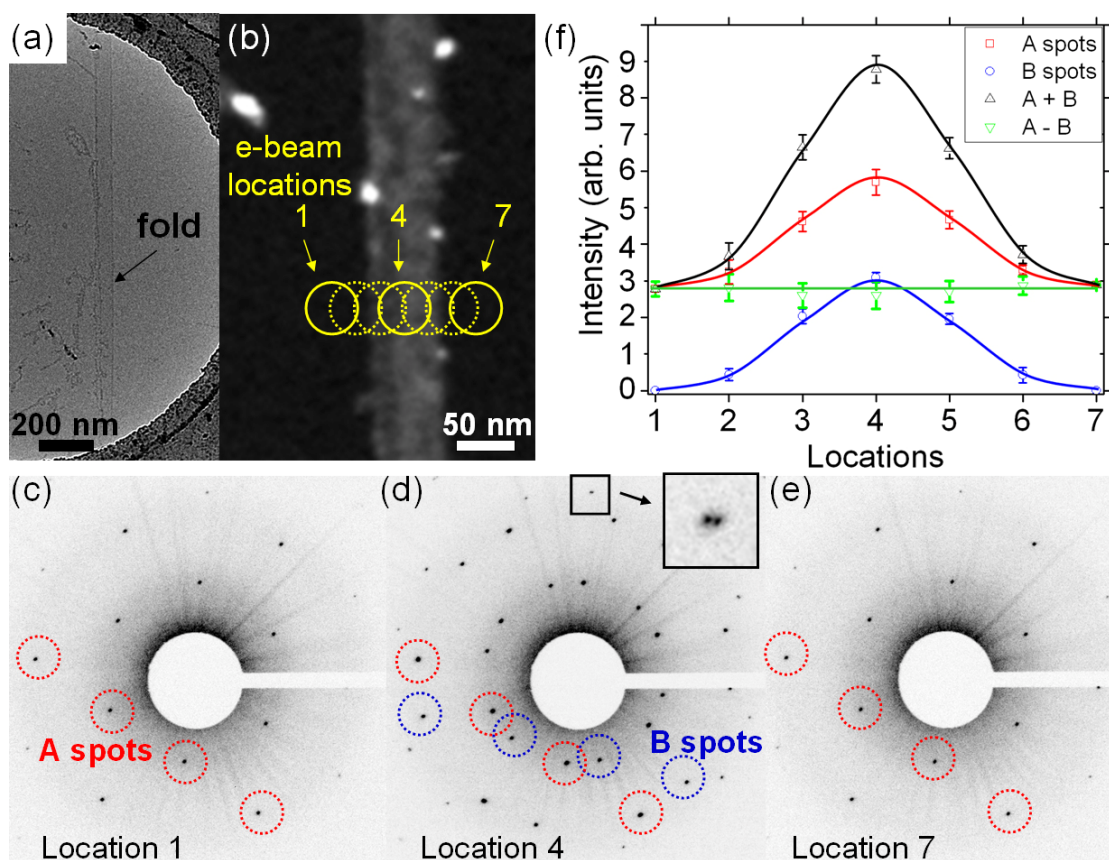 (a)
fold
200 nm
(b)
e-beam
locations
1
4
7
50 nm
(f)
Intensity (arb. units)
9
8
7
6
5
4
3
2
1
0
A spots
B spots
A + B
A - B
1 2 3 4 5 6 7
Locations
(c)
A spots
Location 1
(d)
B spots
Location 4
(e)
Location 7